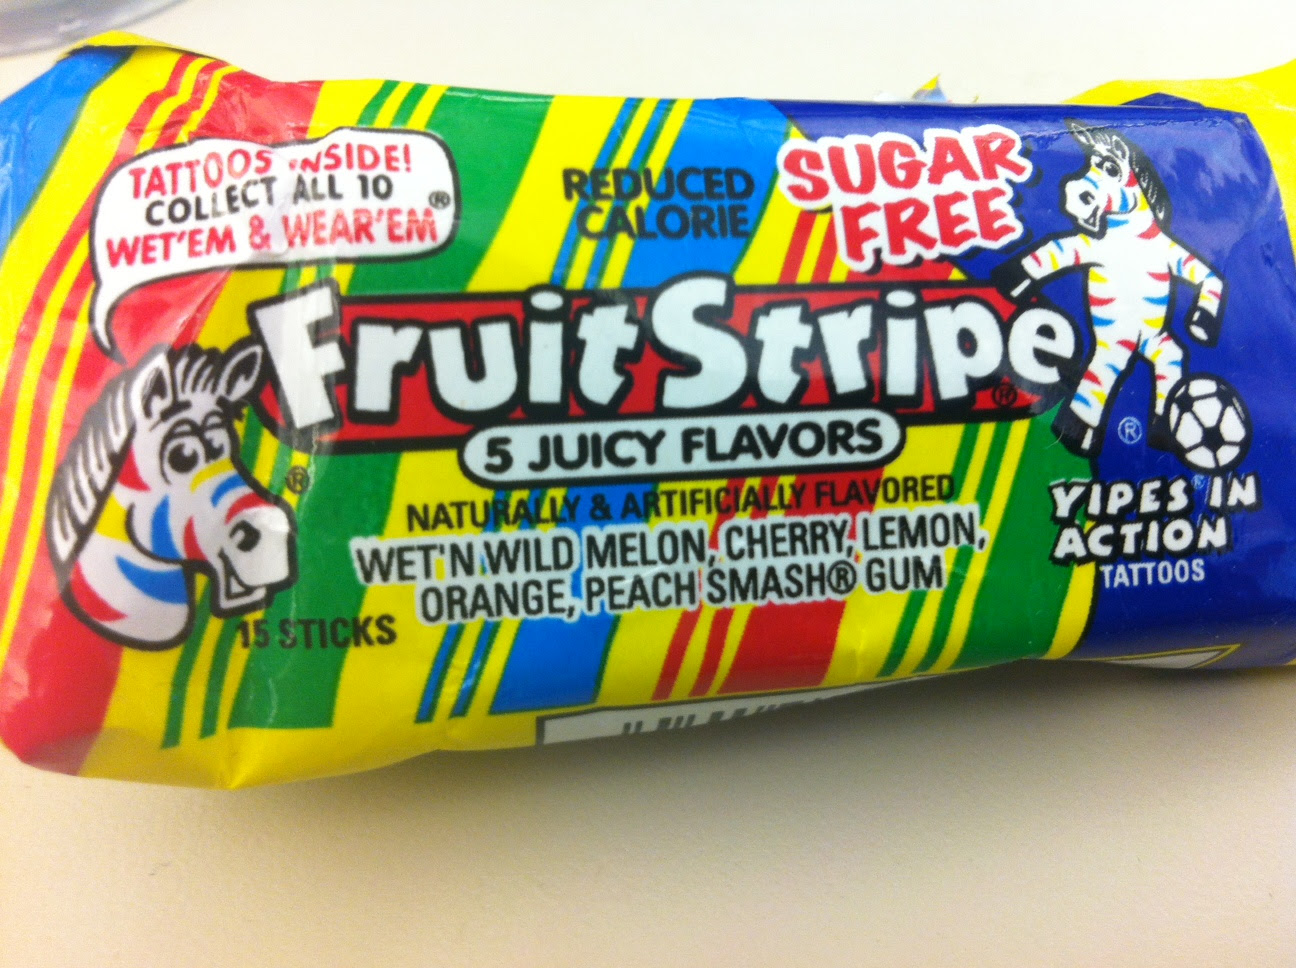 TATTOOS INSIDE!
COLLECT ALL 10
WET'EM & WEAR'EM®
REDUCED
CALORIE
SUGAR
FREE
FruitStripe®
5 JUICY FLAVORS
NATURALLY & ARTIFICIALLY FLAVORED
WET'N WILD MELON, CHERRY, LEMON,
ORANGE, PEACH SMASH® GUM
15 STICKS
®
®
YIPES® IN
ACTION
TATTOOS